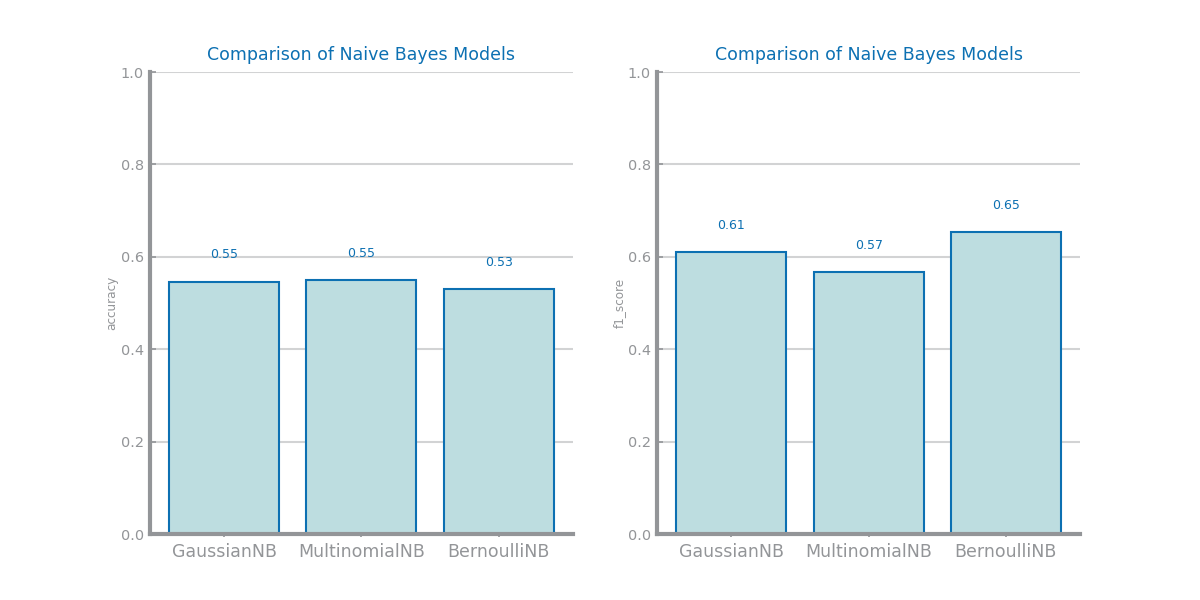 Comparison of Naive Bayes Models
1.0
0.8
0.6
0.4
0.2
0.0
accuracy
0.55
0.55
0.53
GaussianNB
MultinomialNB
BernoulliNB
Comparison of Naive Bayes Models
1.0
0.8
0.6
0.4
0.2
0.0
f1_score
0.61
0.57
0.65
GaussianNB
MultinomialNB
BernoulliNB